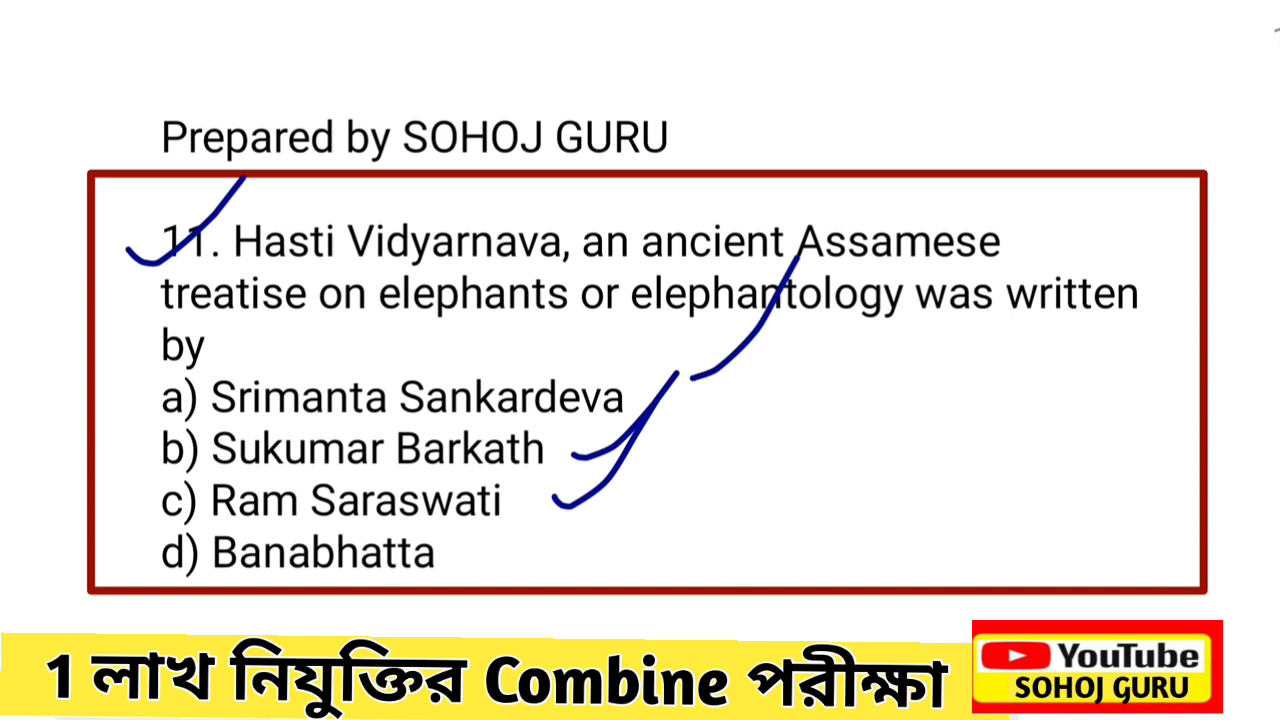 Prepared by SOHOJ GURU
11. Hasti Vidyarnava, an ancient Assamese
treatise on elephants or elephantology was written
by
a) Srimanta Sankardeva
b) Sukumar Barkath
c) Ram Saraswati
d) Banabhatta
1 লাখ নিযুক্তিৰ Combine পৰীক্ষা
YouTube
SOHOJ GURU